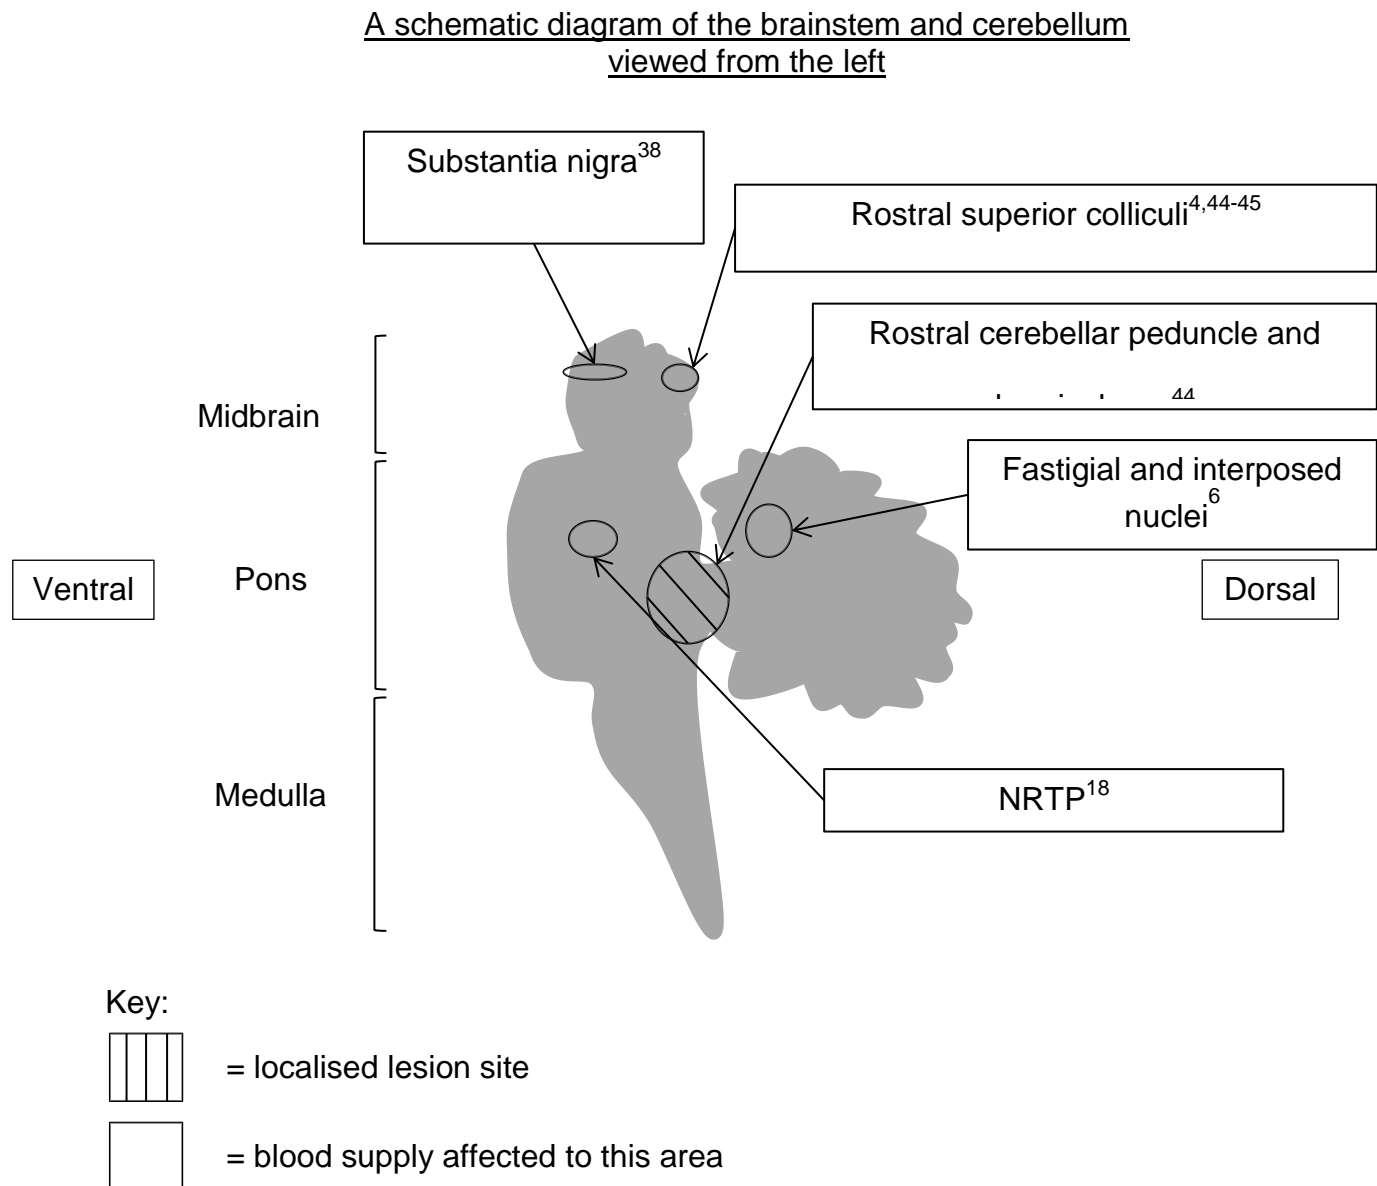 A schematic diagram of the brainstem and cerebellum
viewed from the left
Substantia nigra38
Rostral superior colliculi4,44-45
Rostral cerebellar peduncle and
44
Fastigial and interposed
nuclei6
Midbrain
Ventral
Pons
Dorsal
Medulla
NRTP18
Key:
= localised lesion site
= blood supply affected to this area